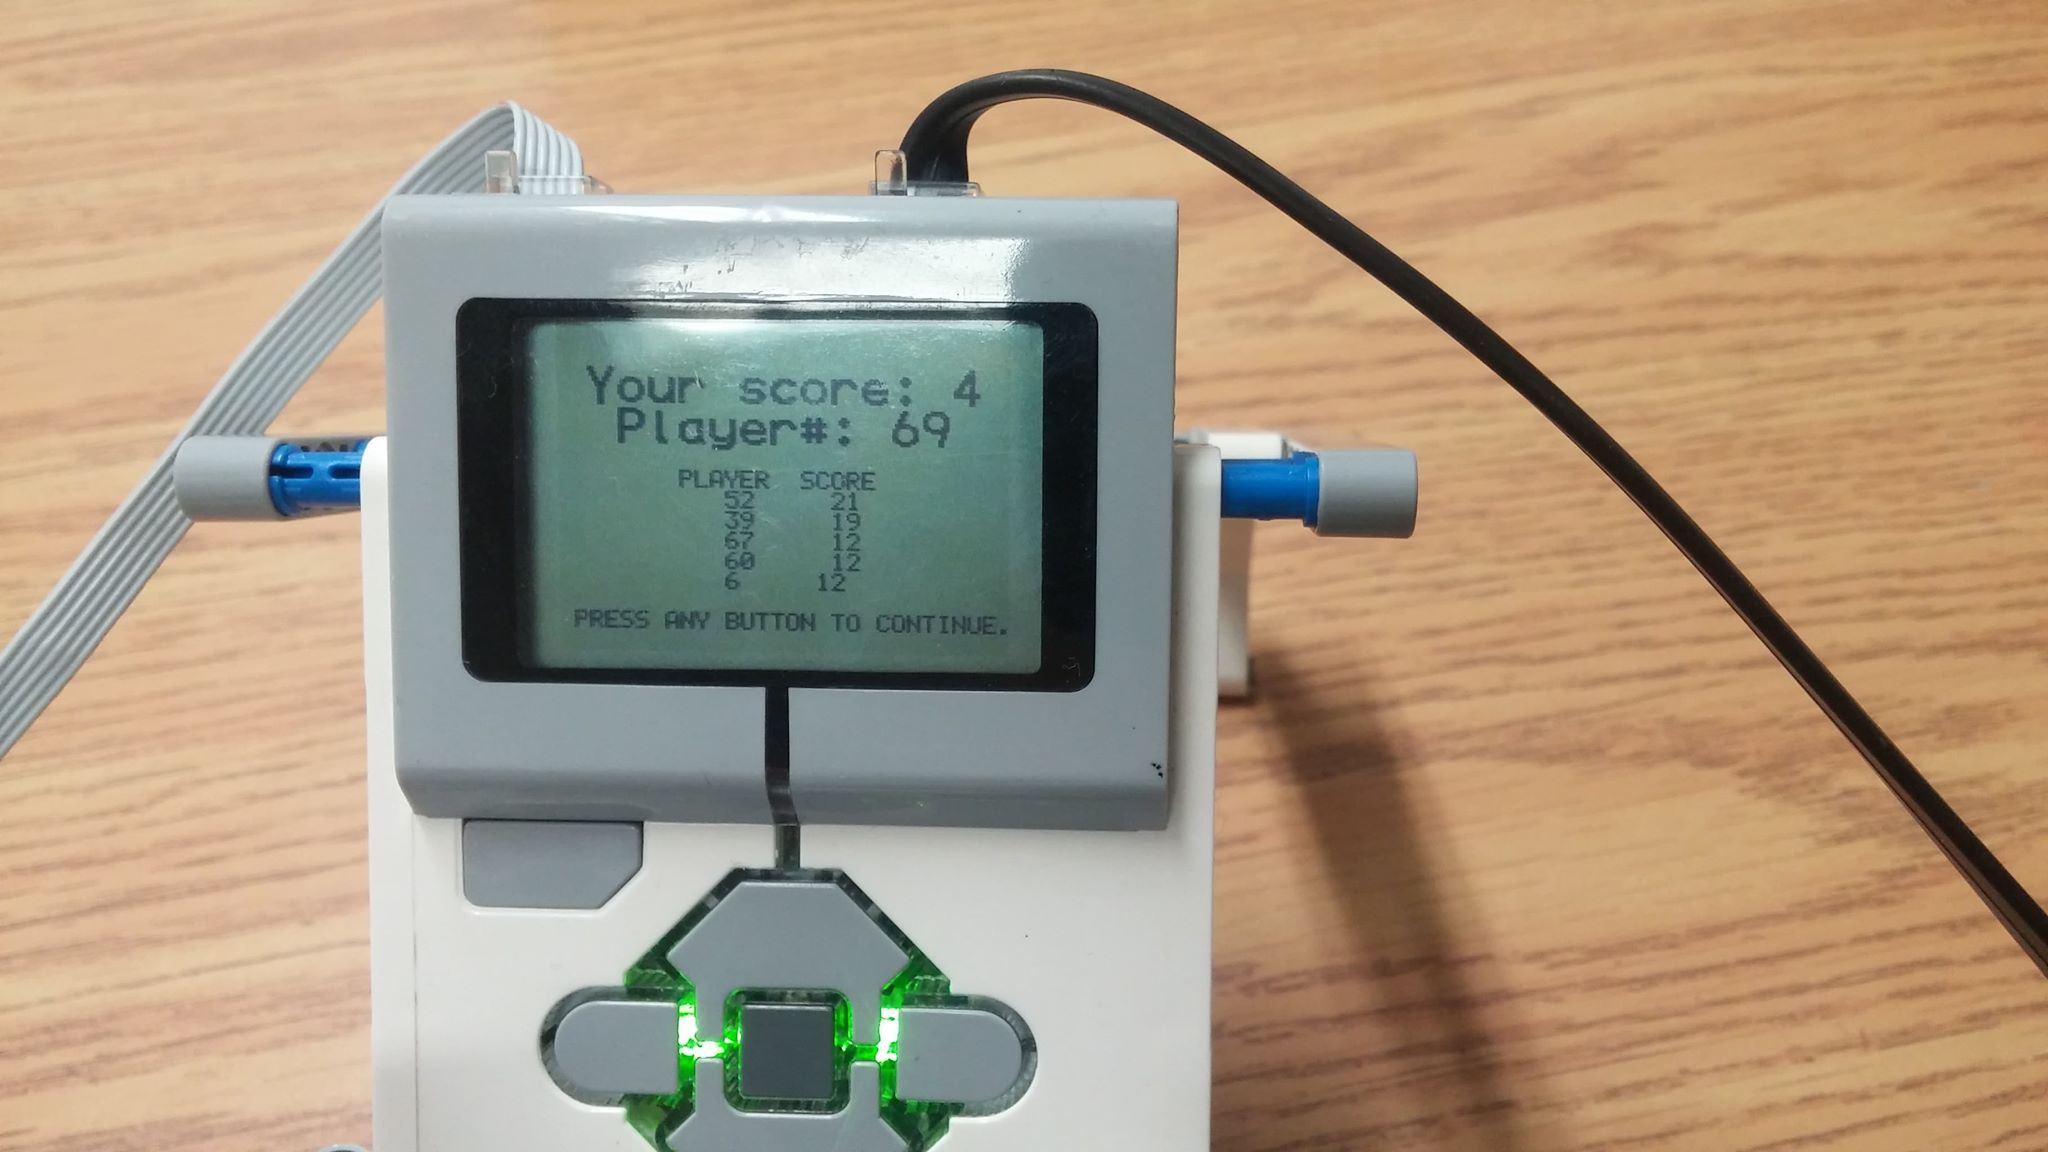 Your score: 4
Player#: 69
PLAYER SCORE
52 21
39 19
67 12
60 12
6 12
PRESS ANY BUTTON TO CONTINUE.